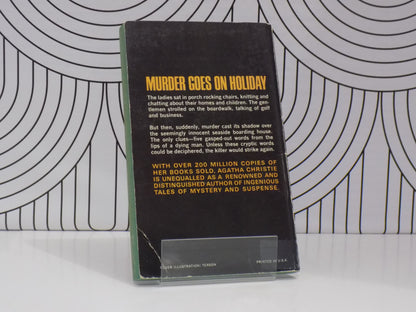 MURDER GOES ON HOLIDAY
The ladies sat in porch rocking chairs, knitting and
chatting about their homes and children. The gen-
tlemen strolled on the boardwalk, talking of golf
and business.
But then, suddenly, murder cast its shadow over
the seemingly innocent seaside boarding house.
The only clues—five gasped-out words from the
lips of a dying man. Unless these cryptic words
could be deciphered, the killer would strike again.
WITH OVER 200 MILLION COPIES OF
HER BOOKS SOLD, AGATHA CHRISTIE
IS UNEQUALLED AS A RENOWNED AND
DISTINGUISHED AUTHOR OF INGENIOUS
TALES OF MYSTERY AND SUSPENSE.
COVER ILLUSTRATION: TERSON
PRINTED IN U.S.A.